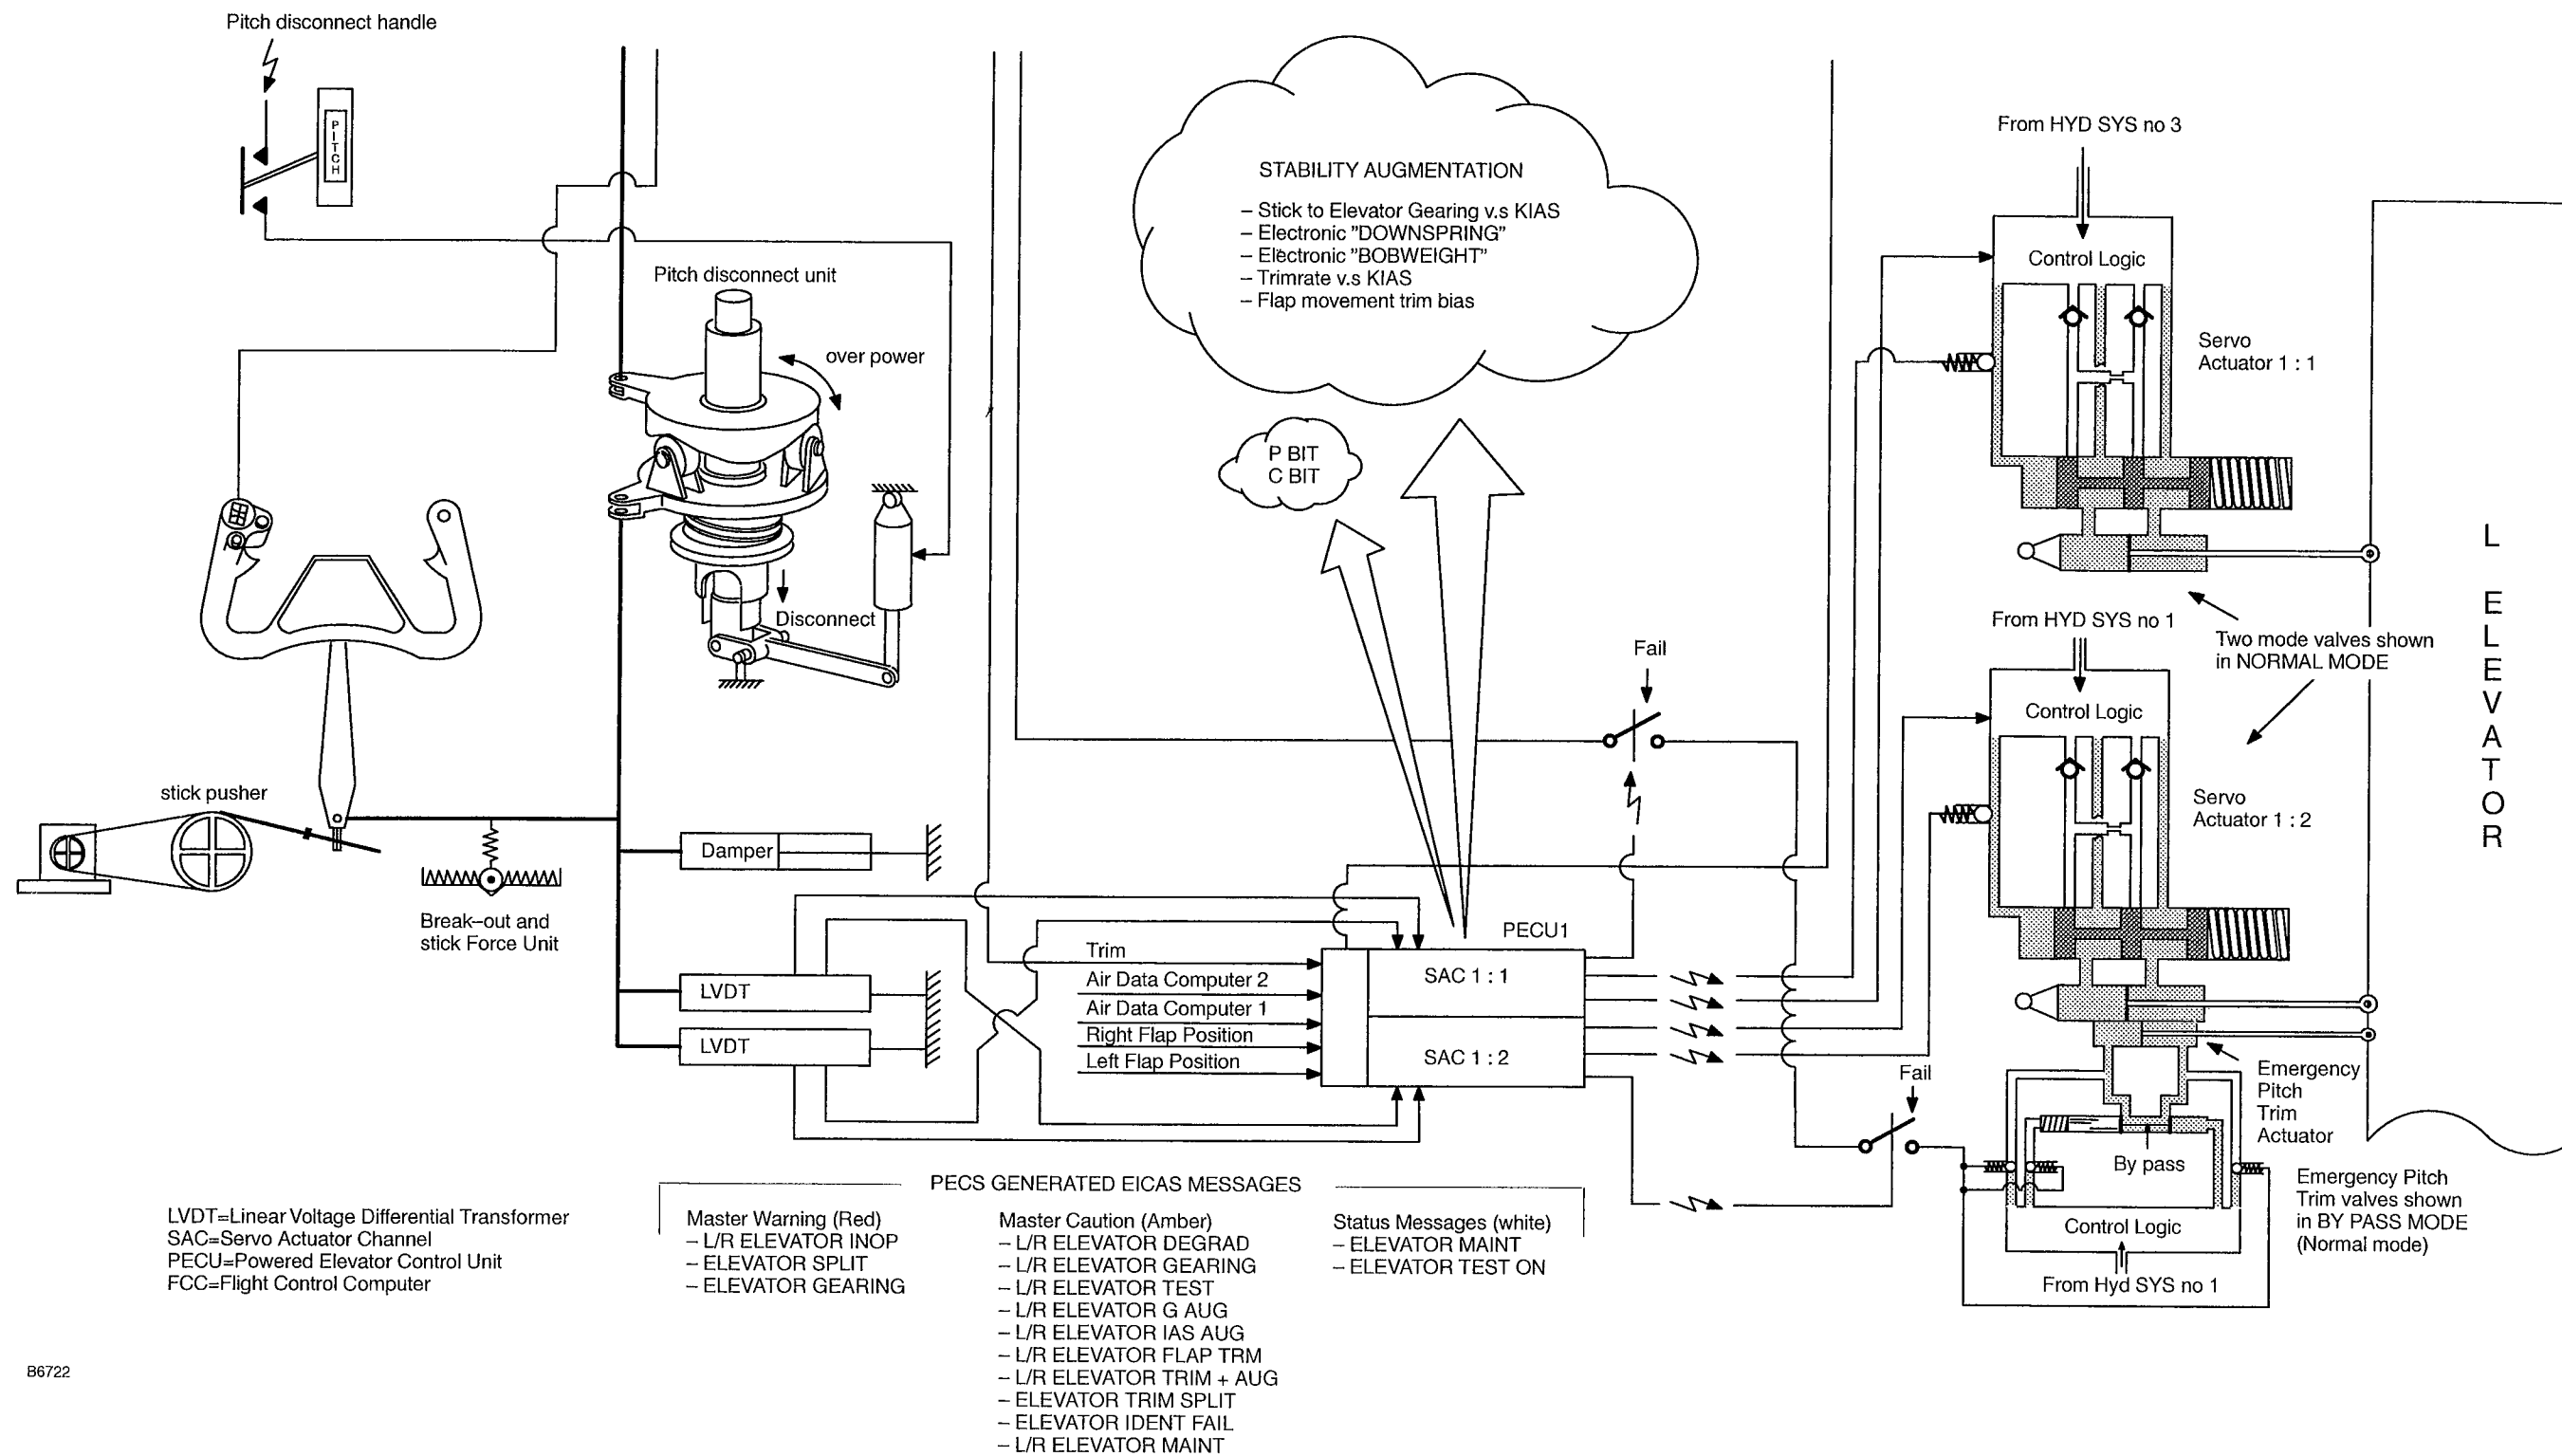 Pitch disconnect handle
PITCH
Pitch disconnect unit
over power
Disconnect
stick pusher
Break–out and
stick Force Unit
Damper
LVDT
LVDT
STABILITY AUGMENTATION
– Stick to Elevator Gearing v.s KIAS
– Electronic "DOWNSPRING"
– Electronic "BOBWEIGHT"
– Trimrate v.s KIAS
– Flap movement trim bias
P BIT
C BIT
Fail
PECU1
Trim
Air Data Computer 2
Air Data Computer 1
Right Flap Position
Left Flap Position
SAC 1 : 1
SAC 1 : 2
Fail
From HYD SYS no 3
Control Logic
Servo
Actuator 1 : 1
From HYD SYS no 1
Two mode valves shown
in NORMAL MODE
Control Logic
Servo
Actuator 1 : 2
L ELEVATOR
Emergency
Pitch
Trim
Actuator
By pass
Control Logic
From Hyd SYS no 1
Emergency Pitch
Trim valves shown
in BY PASS MODE
(Normal mode)
LVDT=Linear Voltage Differential Transformer
SAC=Servo Actuator Channel
PECU=Powered Elevator Control Unit
FCC=Flight Control Computer
PECS GENERATED EICAS MESSAGES
Master Warning (Red)
– L/R ELEVATOR INOP
– ELEVATOR SPLIT
– ELEVATOR GEARING
Master Caution (Amber)
– L/R ELEVATOR DEGRAD
– L/R ELEVATOR GEARING
– L/R ELEVATOR TEST
– L/R ELEVATOR G AUG
– L/R ELEVATOR IAS AUG
– L/R ELEVATOR FLAP TRM
– L/R ELEVATOR TRIM + AUG
– ELEVATOR TRIM SPLIT
– ELEVATOR IDENT FAIL
– L/R ELEVATOR MAINT
Status Messages (white)
– ELEVATOR MAINT
– ELEVATOR TEST ON
B6722